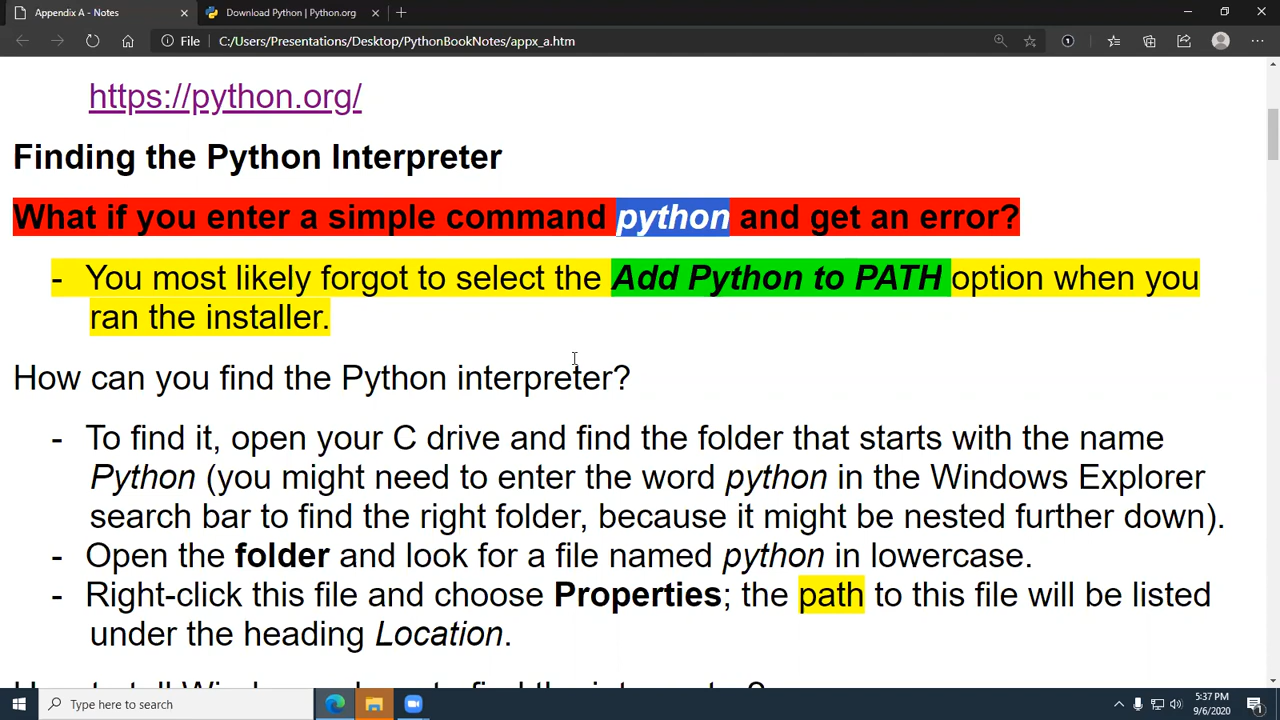 Appendix A - Notes
Download Python | Python.org
File
C:/Users/Presentations/Desktop/PythonBookNotes/appx_a.htm
https://python.org/
Finding the Python Interpreter
What if you enter a simple command python and get an error?
- You most likely forgot to select the Add Python to PATH option when you
ran the installer.
How can you find the Python interpreter?
- To find it, open your C drive and find the folder that starts with the name
Python (you might need to enter the word python in the Windows Explorer
search bar to find the right folder, because it might be nested further down).
- Open the folder and look for a file named python in lowercase.
- Right-click this file and choose Properties; the path to this file will be listed
under the heading Location.
Type here to search
5:37 PM
9/6/2020